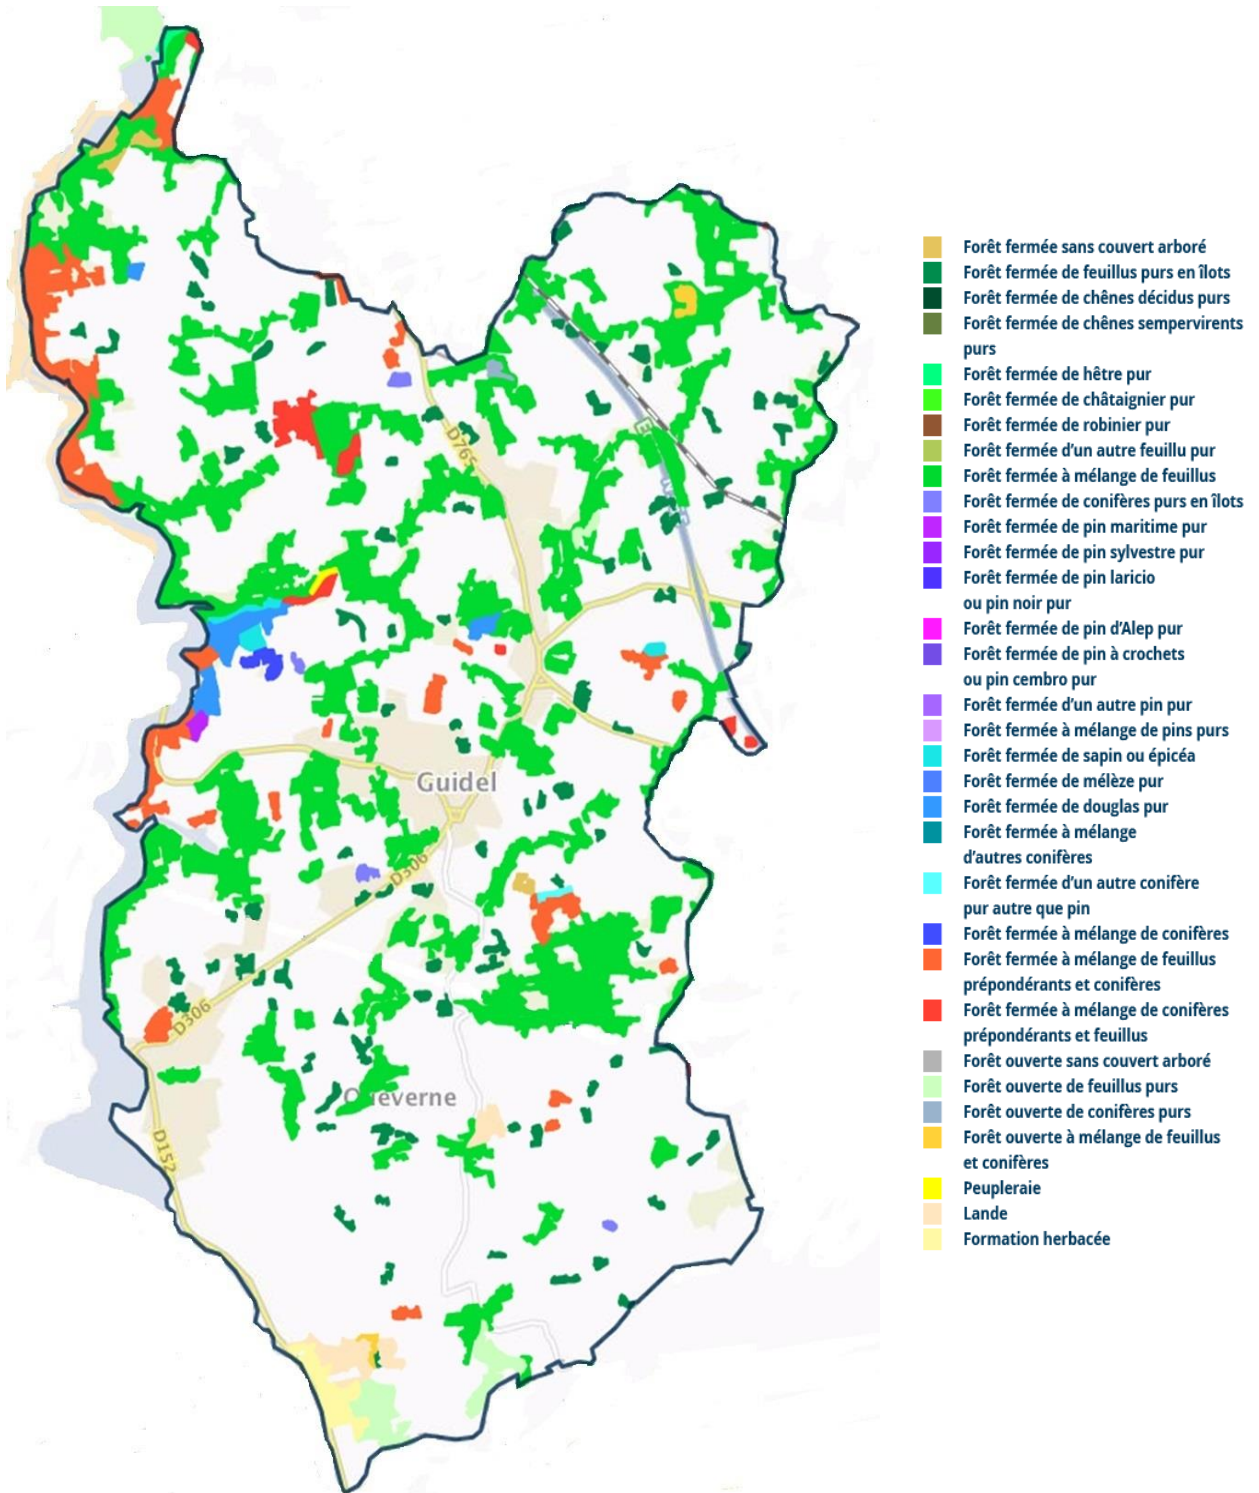 D765
E
Guidel
D306
D306
D152
Forêt fermée sans couvert arboré
Forêt fermée de feuillus purs en îlots
Forêt fermée de chênes décidus purs
Forêt fermée de chênes sempervirents
purs
Forêt fermée de hêtre pur
Forêt fermée de châtaignier pur
Forêt fermée de robinier pur
Forêt fermée d’un autre feuillu pur
Forêt fermée à mélange de feuillus
Forêt fermée de conifères purs en îlots
Forêt fermée de pin maritime pur
Forêt fermée de pin sylvestre pur
Forêt fermée de pin laricio
ou pin noir pur
Forêt fermée de pin d’Alep pur
Forêt fermée de pin à crochets
ou pin cembro pur
Forêt fermée d’un autre pin pur
Forêt fermée à mélange de pins purs
Forêt fermée de sapin ou épicéa
Forêt fermée de mélèze pur
Forêt fermée de douglas pur
Forêt fermée à mélange
d’autres conifères
Forêt fermée d’un autre conifère
pur autre que pin
Forêt fermée à mélange de conifères
Forêt fermée à mélange de feuillus
prépondérants et conifères
Forêt fermée à mélange de conifères
prépondérants et feuillus
Forêt ouverte sans couvert arboré
Forêt ouverte de feuillus purs
Forêt ouverte de conifères purs
Forêt ouverte à mélange de feuillus
et conifères
Peupleraie
Lande
Formation herbacée